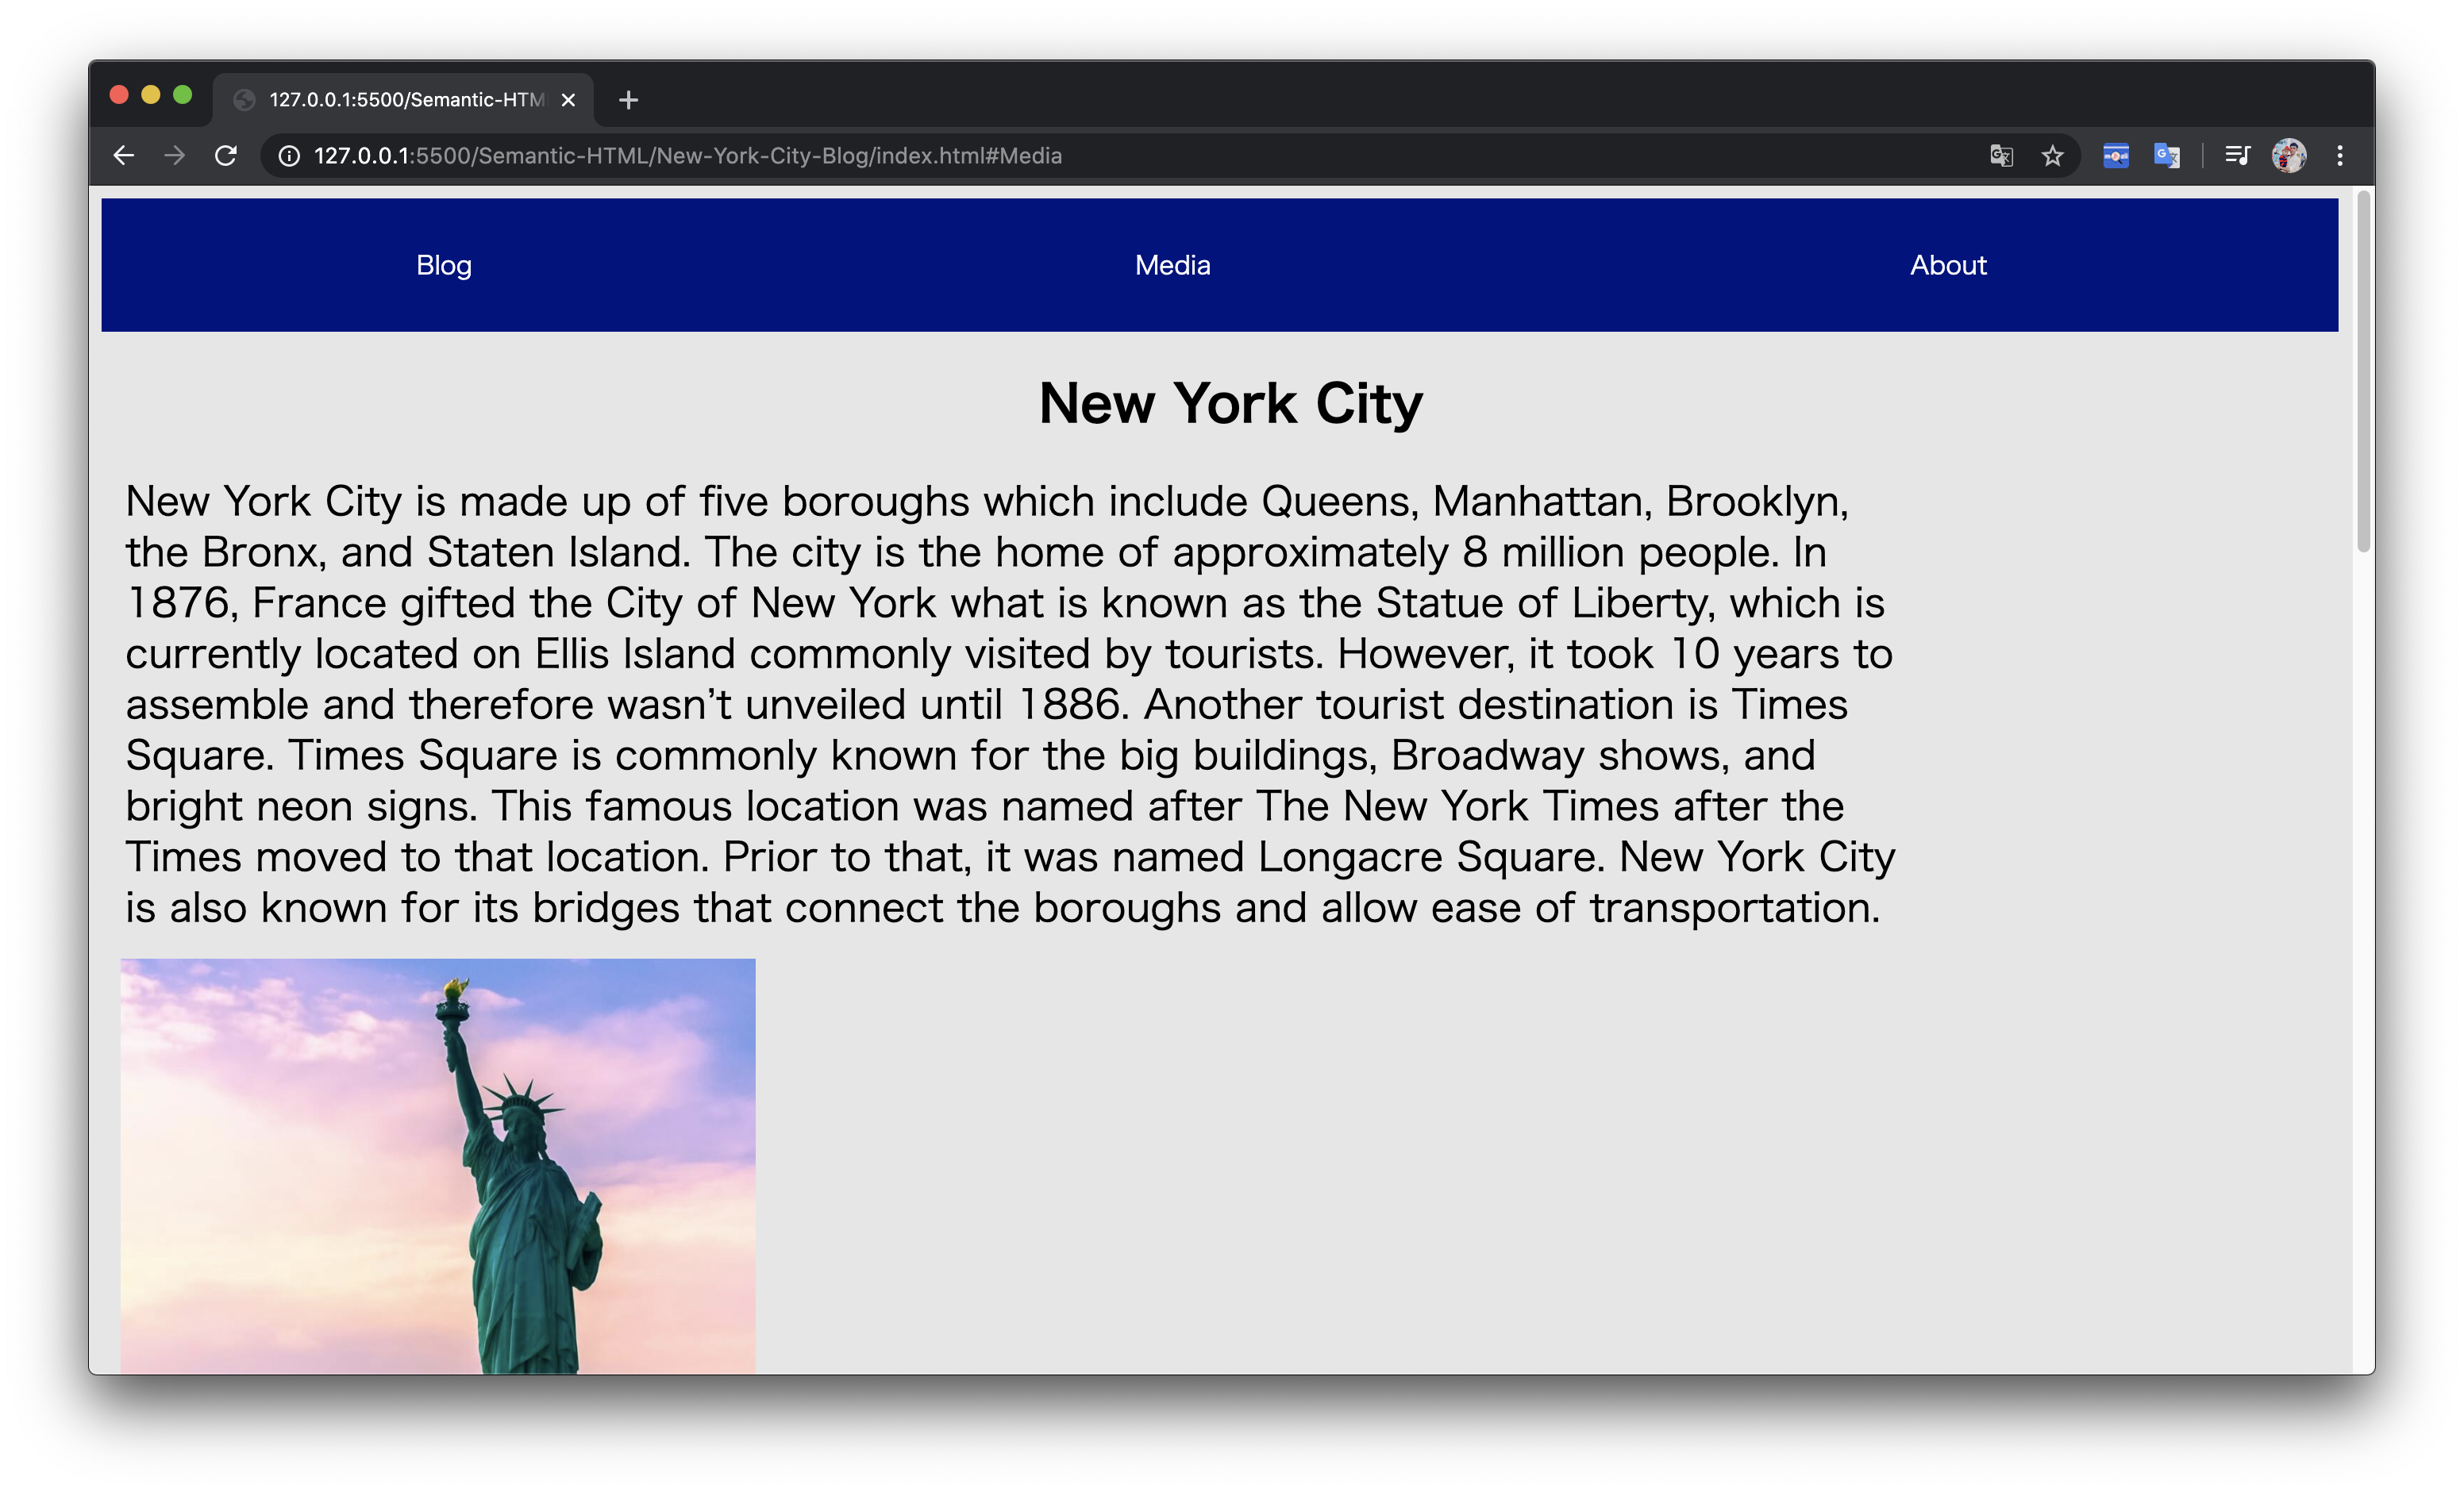 127.0.0.1:5500/Semantic-HTM
127.0.0.1:5500/Semantic-HTML/New-York-City-Blog/index.html#Media
Blog Media About
New York City
New York City is made up of five boroughs which include Queens, Manhattan, Brooklyn,
the Bronx, and Staten Island. The city is the home of approximately 8 million people. In
1876, France gifted the City of New York what is known as the Statue of Liberty, which is
currently located on Ellis Island commonly visited by tourists. However, it took 10 years to
assemble and therefore wasn’t unveiled until 1886. Another tourist destination is Times
Square. Times Square is commonly known for the big buildings, Broadway shows, and
bright neon signs. This famous location was named after The New York Times after the
Times moved to that location. Prior to that, it was named Longacre Square. New York City
is also known for its bridges that connect the boroughs and allow ease of transportation.